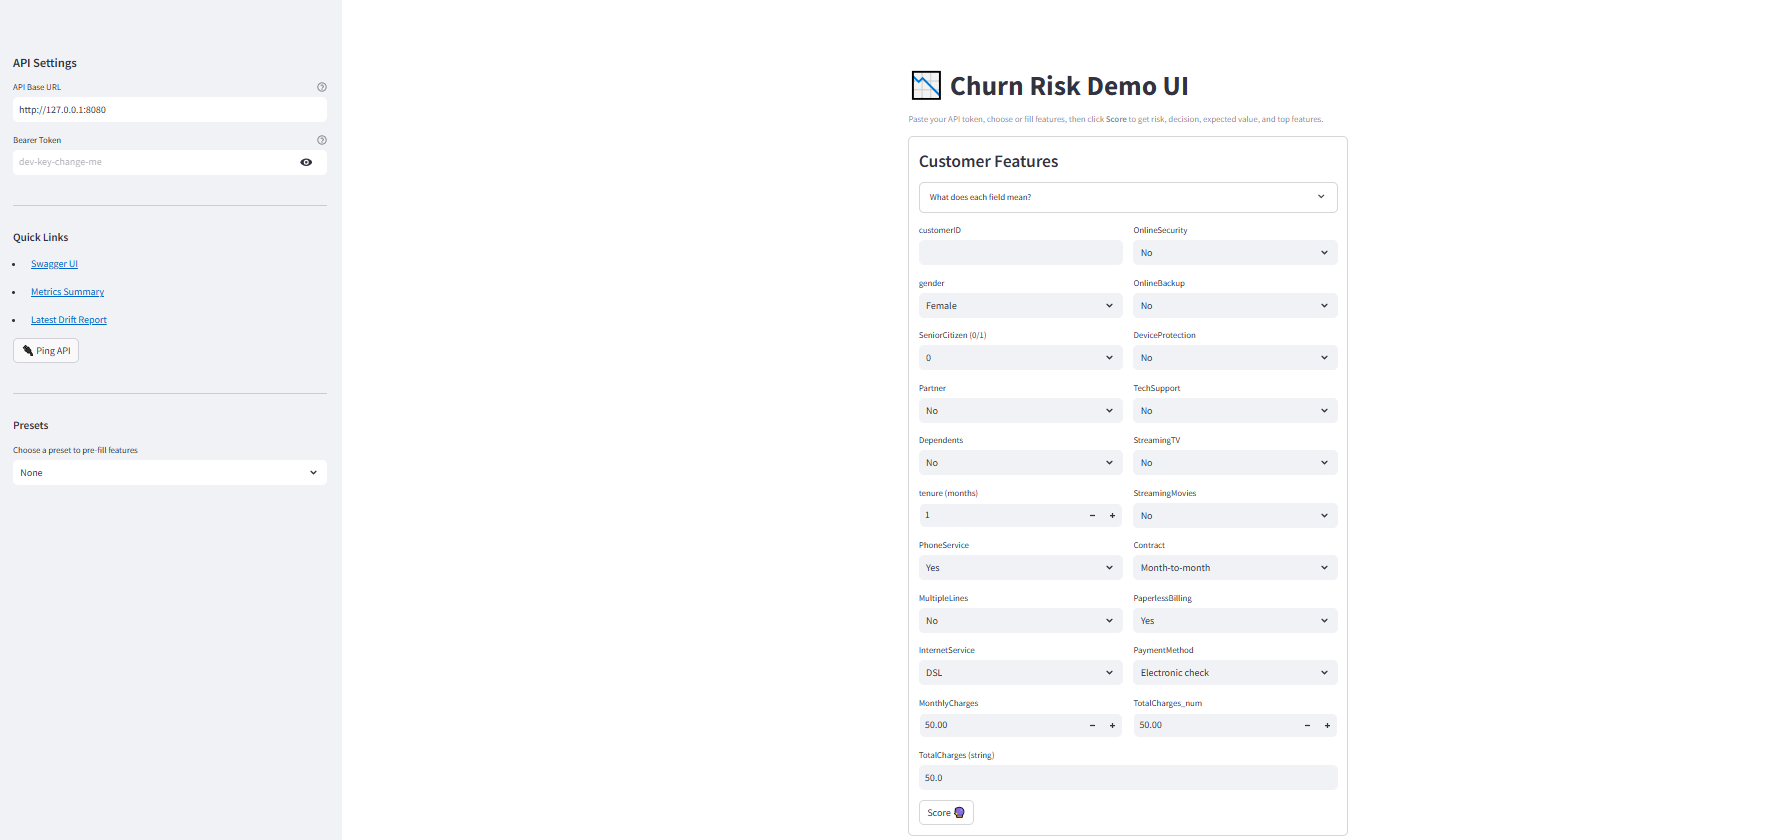 API Settings
API Base URL
http://127.0.0.1:8080
Bearer Token
dev-key-change-me
Quick Links
Swagger UI
Metrics Summary
Latest Drift Report
Ping API
Presets
Choose a preset to pre-fill features
None
Churn Risk Demo UI
Paste your API token, choose or fill features, then click Score to get risk, decision, expected value, and top features.
Customer Features
What does each field mean?
customerID
OnlineSecurity
No
gender
OnlineBackup
Female
No
SeniorCitizen (0/1)
DeviceProtection
0
No
Partner
TechSupport
No
No
Dependents
StreamingTV
No
No
tenure (months)
StreamingMovies
1
No
PhoneService
Contract
Yes
Month-to-month
MultipleLines
PaperlessBilling
No
Yes
InternetService
PaymentMethod
DSL
Electronic check
MonthlyCharges
TotalCharges_num
50.00
50.00
TotalCharges (string)
50.0
Score